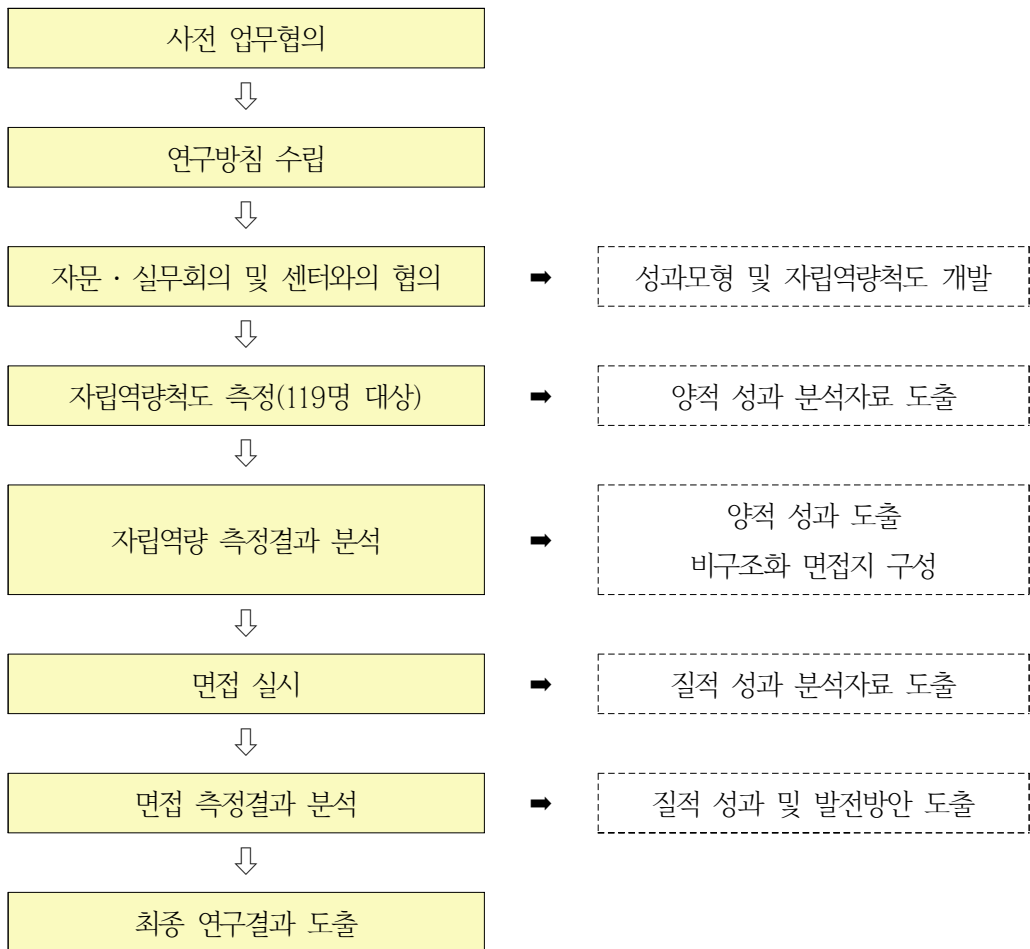 사전 업무협의
⇩
연구방침 수립
⇩
자문 · 실무회의 및 센터와의 협의 ➡ 성과모형 및 자립역량척도 개발
⇩
자립역량척도 측정(119명 대상) ➡ 양적 성과 분석자료 도출
⇩
자립역량 측정결과 분석 ➡ 양적 성과 도출
비구조화 면접지 구성
⇩
면접 실시 ➡ 질적 성과 분석자료 도출
⇩
면접 측정결과 분석 ➡ 질적 성과 및 발전방안 도출
⇩
최종 연구결과 도출